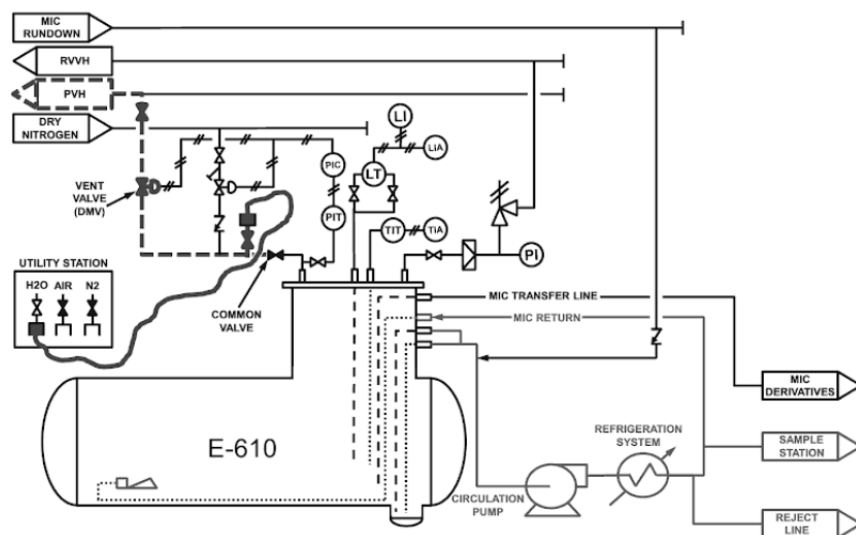 MIC
RUNDOWN
RVVH
PVH
DRY
NITROGEN
LI
LiA
PIC
LT
VENT
VALVE
(DMV)
PIT
TIT
TiA
PI
UTILITY STATION
H2O AIR N2
COMMON
VALVE
MIC TRANSFER LINE
MIC RETURN
MIC
DERIVATIVES
E-610
REFRIGERATION
SYSTEM
SAMPLE
STATION
CIRCULATION
PUMP
REJECT
LINE